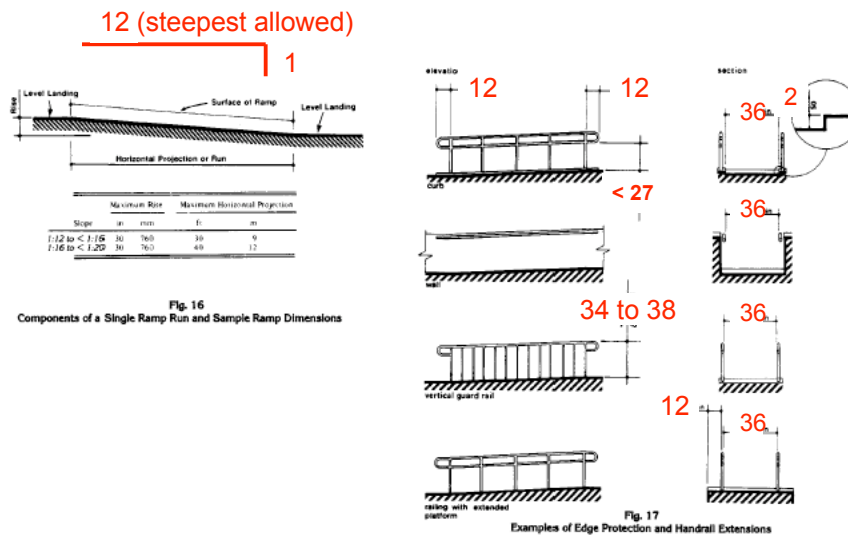 12 (steepest allowed)
1
Level Landing
Surface of Ramp
Level Landing
Rise
Horizontal Projection or Run
Maximum Rise Maximum Horizontal Projection
Slope in mm ft m
1:12 to < 1:16 30 760 30 9
1:16 to < 1:20 30 760 40 12
Fig. 16
Components of a Single Ramp Run and Sample Ramp Dimensions
elevatio
section
12
12
36
2
50
curb
< 27
36
wall
34 to 38
36
vertical guard rail
12
36
railing with extended
platform
Fig. 17
Examples of Edge Protection and Handrail Extensions